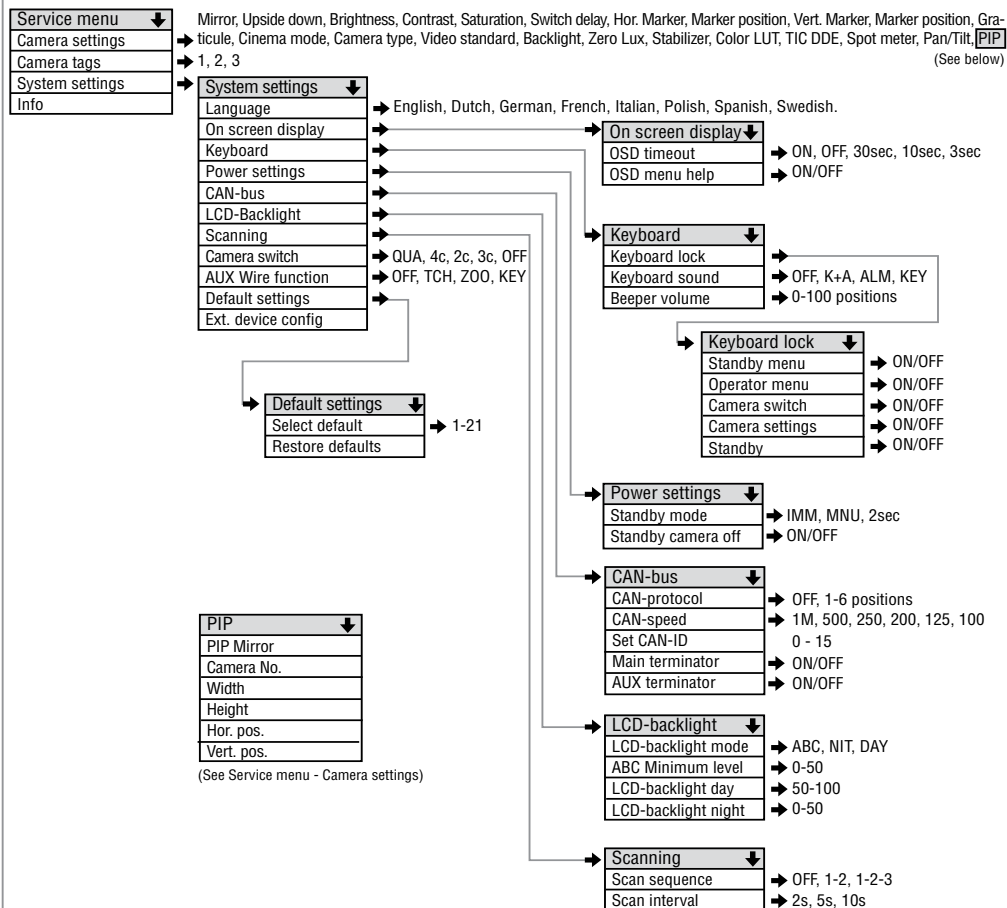 Service menu
Camera settings
Camera tags
System settings
Info
Mirror, Upside down, Brightness, Contrast, Saturation, Switch delay, Hor. Marker, Marker position, Vert. Marker, Marker position, Gra-
ticule, Cinema mode, Camera type, Video standard, Backlight, Zero Lux, Stabilizer, Color LUT, TIC DDE, Spot meter, Pan/Tilt, PIP
(See below)
1, 2, 3
System settings
Language
English, Dutch, German, French, Italian, Polish, Spanish, Swedish.
On screen display
Keyboard
Power settings
CAN-bus
LCD-Backlight
Scanning
Camera switch
QUA, 4c, 2c, 3c, OFF
AUX Wire function
OFF, TCH, ZOO, KEY
Default settings
Ext. device config
On screen display
OSD timeout
ON, OFF, 30sec, 10sec, 3sec
OSD menu help
ON/OFF
Keyboard
Keyboard lock
Keyboard sound
OFF, K+A, ALM, KEY
Beeper volume
0-100 positions
Keyboard lock
Standby menu
ON/OFF
Operator menu
ON/OFF
Camera switch
ON/OFF
Camera settings
ON/OFF
Standby
ON/OFF
Default settings
Select default
1-21
Restore defaults
Power settings
Standby mode
IMM, MNU, 2sec
Standby camera off
ON/OFF
CAN-bus
CAN-protocol
OFF, 1-6 positions
CAN-speed
1M, 500, 250, 200, 125, 100
Set CAN-ID
0 - 15
Main terminator
ON/OFF
AUX terminator
ON/OFF
PIP
PIP Mirror
Camera No.
Width
Height
Hor. pos.
Vert. pos.
(See Service menu - Camera settings)
LCD-backlight
LCD-backlight mode
ABC, NIT, DAY
ABC Minimum level
0-50
LCD-backlight day
50-100
LCD-backlight night
0-50
Scanning
Scan sequence
OFF, 1-2, 1-2-3
Scan interval
2s, 5s, 10s